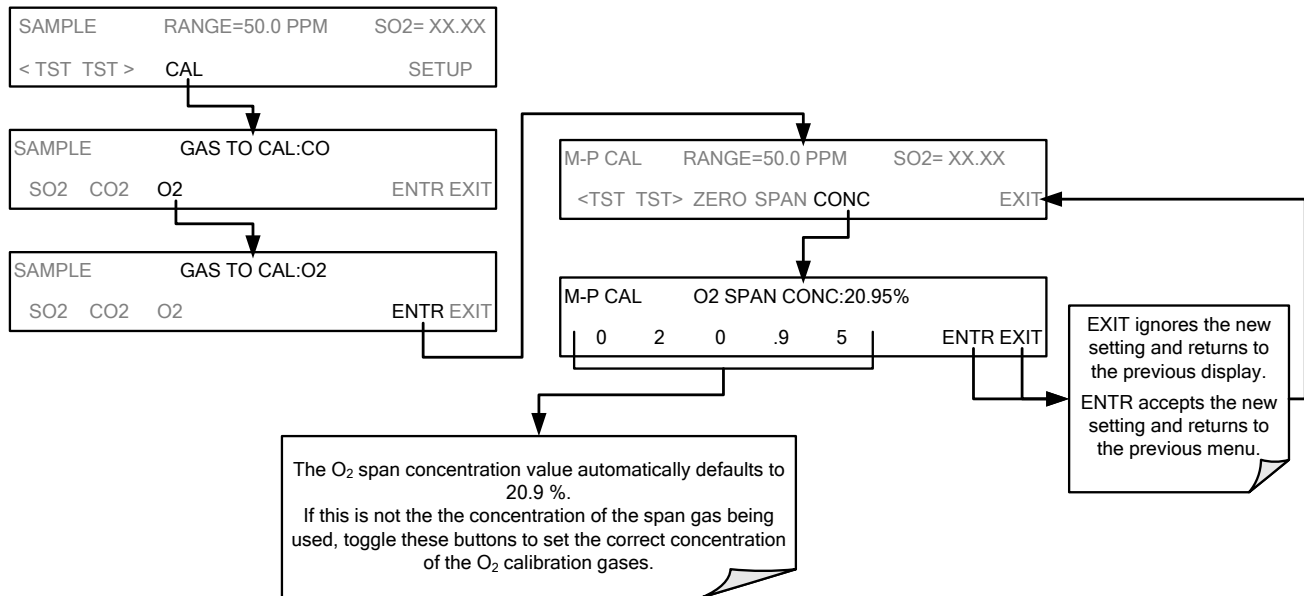 SAMPLE RANGE=50.0 PPM SO2= XX.XX
< TST TST > CAL SETUP
SAMPLE GAS TO CAL:CO
SO2 CO2 O2 ENTR EXIT
SAMPLE GAS TO CAL:O2
SO2 CO2 O2 ENTR EXIT
M-P CAL RANGE=50.0 PPM SO2= XX.XX
<TST TST> ZERO SPAN CONC EXIT
M-P CAL O2 SPAN CONC:20.95%
0 2 0 .9 5 ENTR EXIT
EXIT ignores the new
setting and returns to
the previous display.
ENTR accepts the new
setting and returns to
the previous menu.
The O₂ span concentration value automatically defaults to
20.9 %.
If this is not the the concentration of the span gas being
used, toggle these buttons to set the correct concentration
of the O₂ calibration gases.